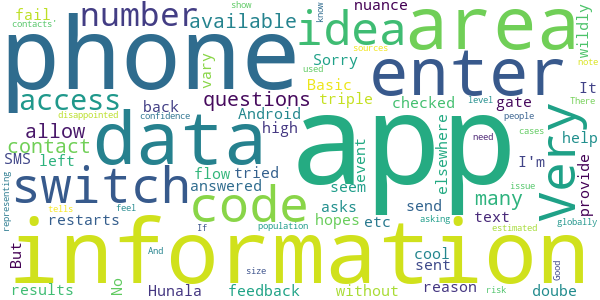 fail
number
nuance
show
contacts'
phone
available
idea
know
area
wildly
Sorry
vary
sources
used
Basic
enter
note
access
back
questions
triple
checked
gate
It
disappointed
confidence
Android
level
There
allow
data
high
app
elsewhere
people
Very
contact
cases
help
SMS
left
flow
tried
event
I'm
need
provide
switch
answered
seem
representing
code
asks
etc
send
many
issue
restarts
hopes
text
asking
globally
If
feel
population
estimated
But
information
tells
And
cool
sent
Good
results
No
Hunala
size
feedback
without
reason
risk
doube